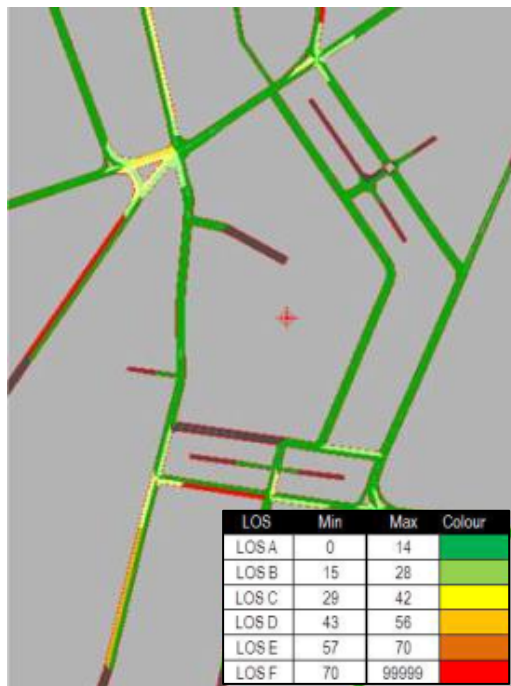 LOS Min Max Colour
LOS A 0 14
LOS B 15 28
LOS C 29 42
LOS D 43 56
LOS E 57 70
LOS F 70 99999